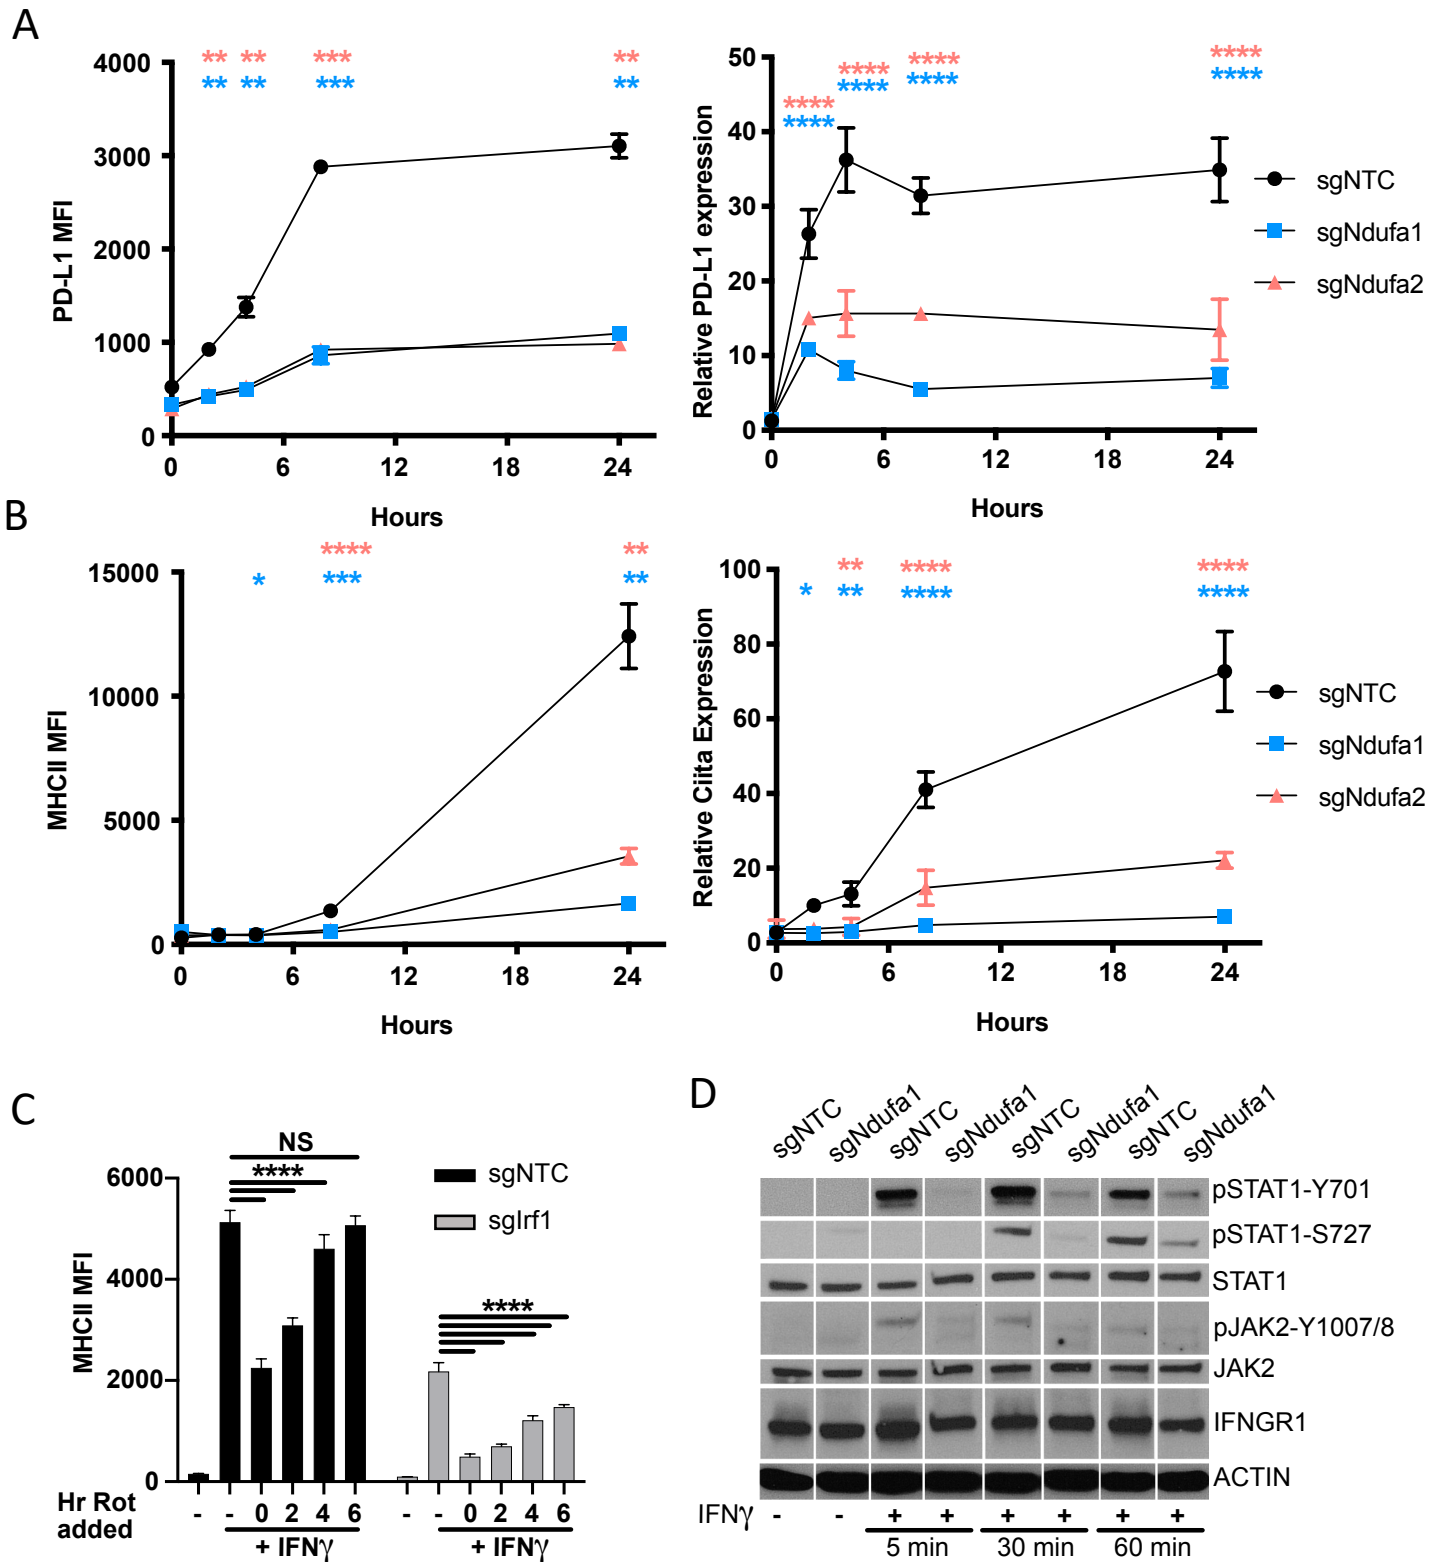 A
** ** *** **
** ** *** **
4000
3000
2000
1000
0
PD-L1 MFI
0 6 12 18 24
Hours
**** **** **** ****
**** **** **** ****
50
40
30
20
10
0
Relative PD-L1 expression
0 6 12 18 24
Hours
sgNTC
sgNdufa1
sgNdufa2
B
**** **
* *** **
15000
10000
5000
0
MHCII MFI
0 6 12 18 24
Hours
** **** ****
* ** **** ****
100
80
60
40
20
0
Relative Ciita Expression
0 6 12 18 24
Hours
sgNTC
sgNdufa1
sgNdufa2
C
NS
****
****
6000
4000
2000
0
MHCII MFI
sgNTC
sgIrf1
Hr Rot added
- - 0 2 4 6 - - 0 2 4 6
+ IFNγ + IFNγ
D
sgNTC sgNdufa1 sgNTC sgNdufa1 sgNTC sgNdufa1 sgNTC sgNdufa1
pSTAT1-Y701
pSTAT1-S727
STAT1
pJAK2-Y1007/8
JAK2
IFNGR1
ACTIN
IFNγ - - + + + + + +
5 min 30 min 60 min